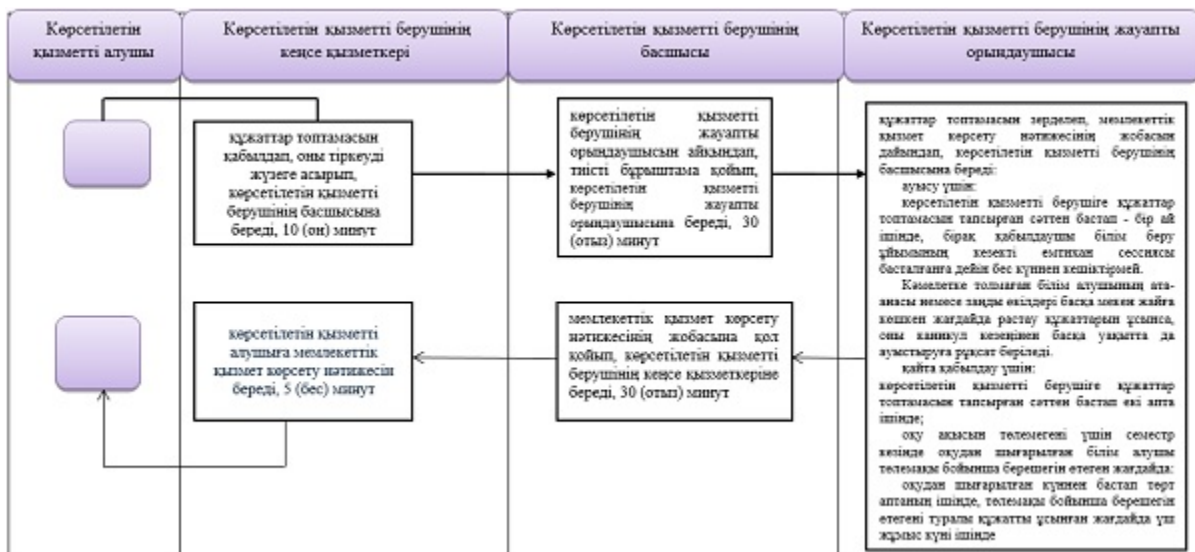 Көрсетілетін
қызметті алушы
Көрсетілетін қызметті берушінің
кеңсе қызметкері
Көрсетілетін қызметті берушінің
басшысы
Көрсетілетін қызметті берушінің жауапты
орындаушысы
құжаттар топтамасын
қабылдап, оны тіркеуді
жүзеге асырып,
көрсетілетін қызметті
берушінің басшысына
береді, 10 (он) минут
көрсетілетін қызметті
берушінің жауапты
орындаушысын айқындап,
тиісті бұрыштама қойып,
көрсетілетін қызметті
берушінің жауапты
орындаушысына береді, 30
(отыз) минут
құжаттар топтамасын зерделеп, мемлекеттік
қызмет көрсету нәтижесінің жобасын
дайындап, көрсетілетін қызметті берушінің
басшысына береді:
ауысу үшін:
көрсетілетін қызметті берушіге құжаттар
топтамасын тапсырған сәттен бастап - бір ай
ішінде, бірақ қабылдаушы білім беру
ұйымының кезекті емтихан сессиясы
басталғанға дейін бес күннен кешіктірмей.
Кәмелетке толмаған білім алушының ата-
анасы немесе заңды өкілдері басқа мекен жайға
көшкен жағдайда растау құжаттарын ұсынса,
оны каникул кезеңінен басқа уақытта да
ауыстыруға рұқсат беріледі.
қайта қабылдау үшін:
көрсетілетін қызметті берушіге құжаттар
топтамасын тапсырған сәттен бастап екі апта
ішінде;
оқу ақысын төлемегені үшін семестр
кезінде оқудан шығарылған білім алушы
төлемақы бойынша берешегін өтеген жағдайда:
оқудан шығарылған күннен бастап төрт
аптаның ішінде, төлемақы бойынша берешегін
өтегені туралы құжатты ұсынған жағдайда үш
жұмыс күні ішінде
көрсетілетін қызметті
алушыға мемлекеттік
қызмет көрсету нәтижесін
береді, 5 (бес) минут
мемлекеттік қызмет көрсету
нәтижесінің жобасына қол
қойып, көрсетілетін қызметті
берушінің кеңсе қызметкеріне
береді, 30 (отыз) минут